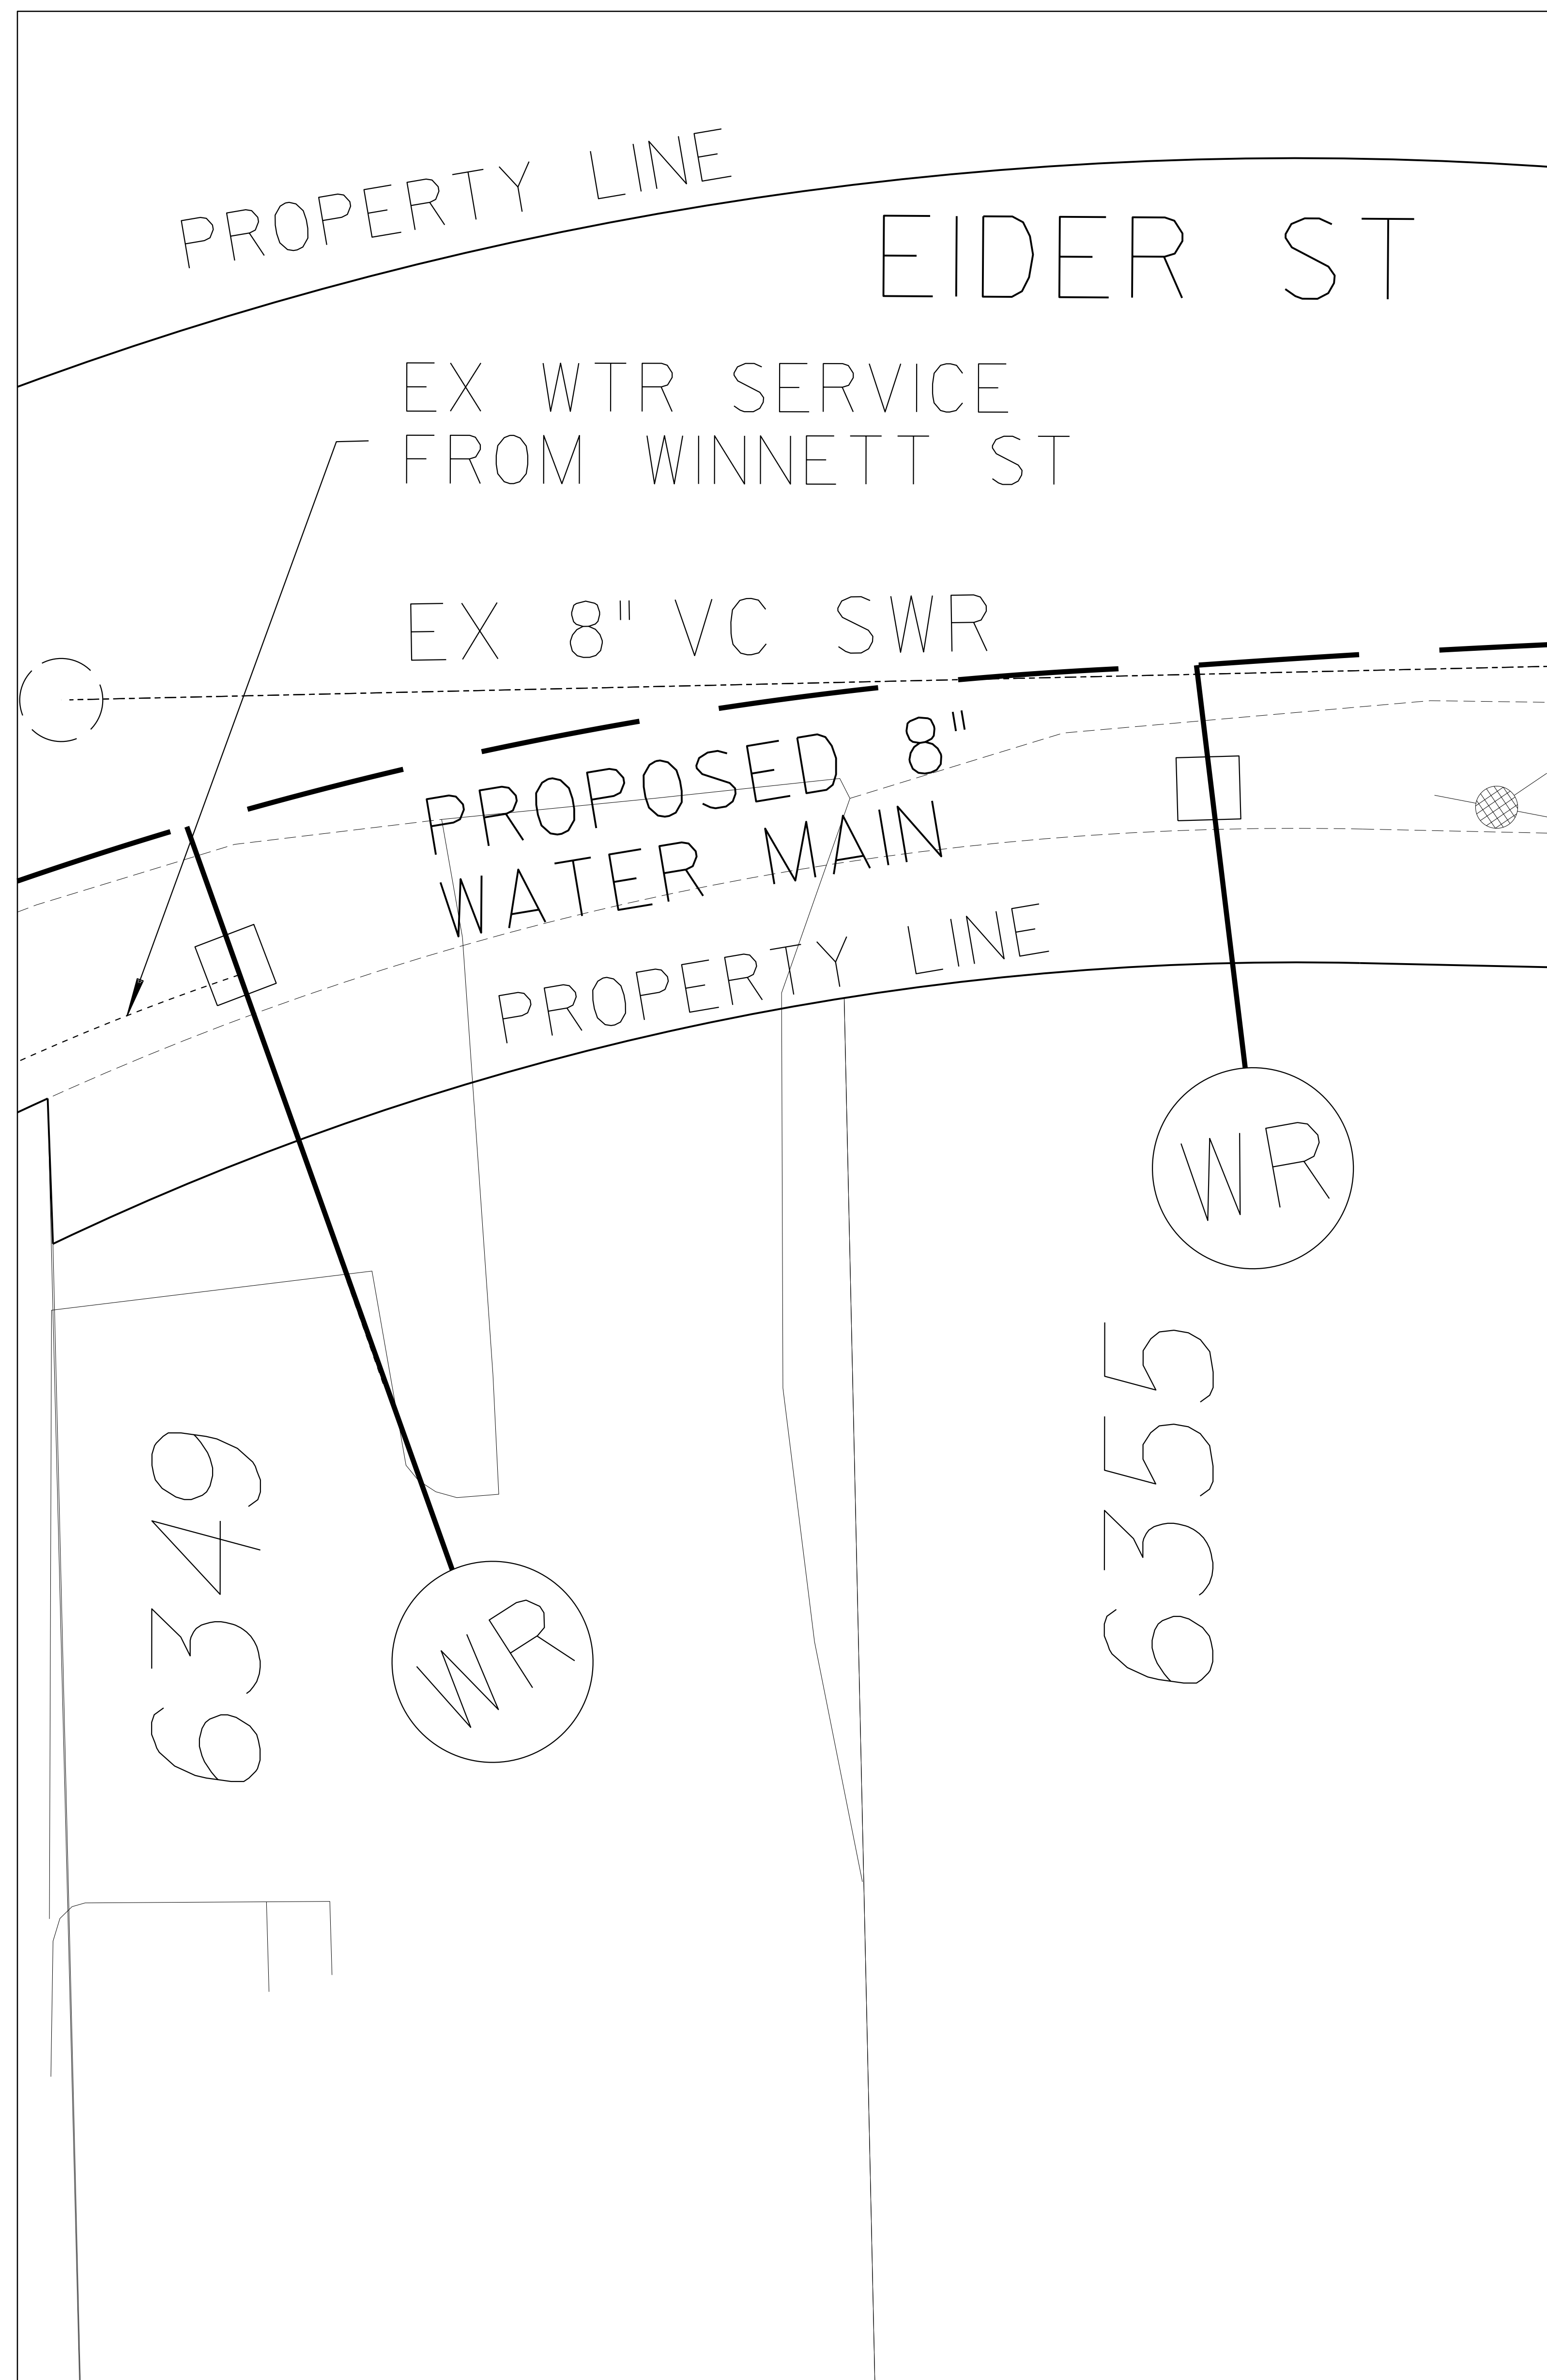 PROPERTY LINE
EIDER ST
EX WTR SERVICE
FROM WINNETT ST
EX 8" VC SWR
PROPOSED 8"
WATER MAIN
PROPERTY LINE
WR
6355
6349
WR